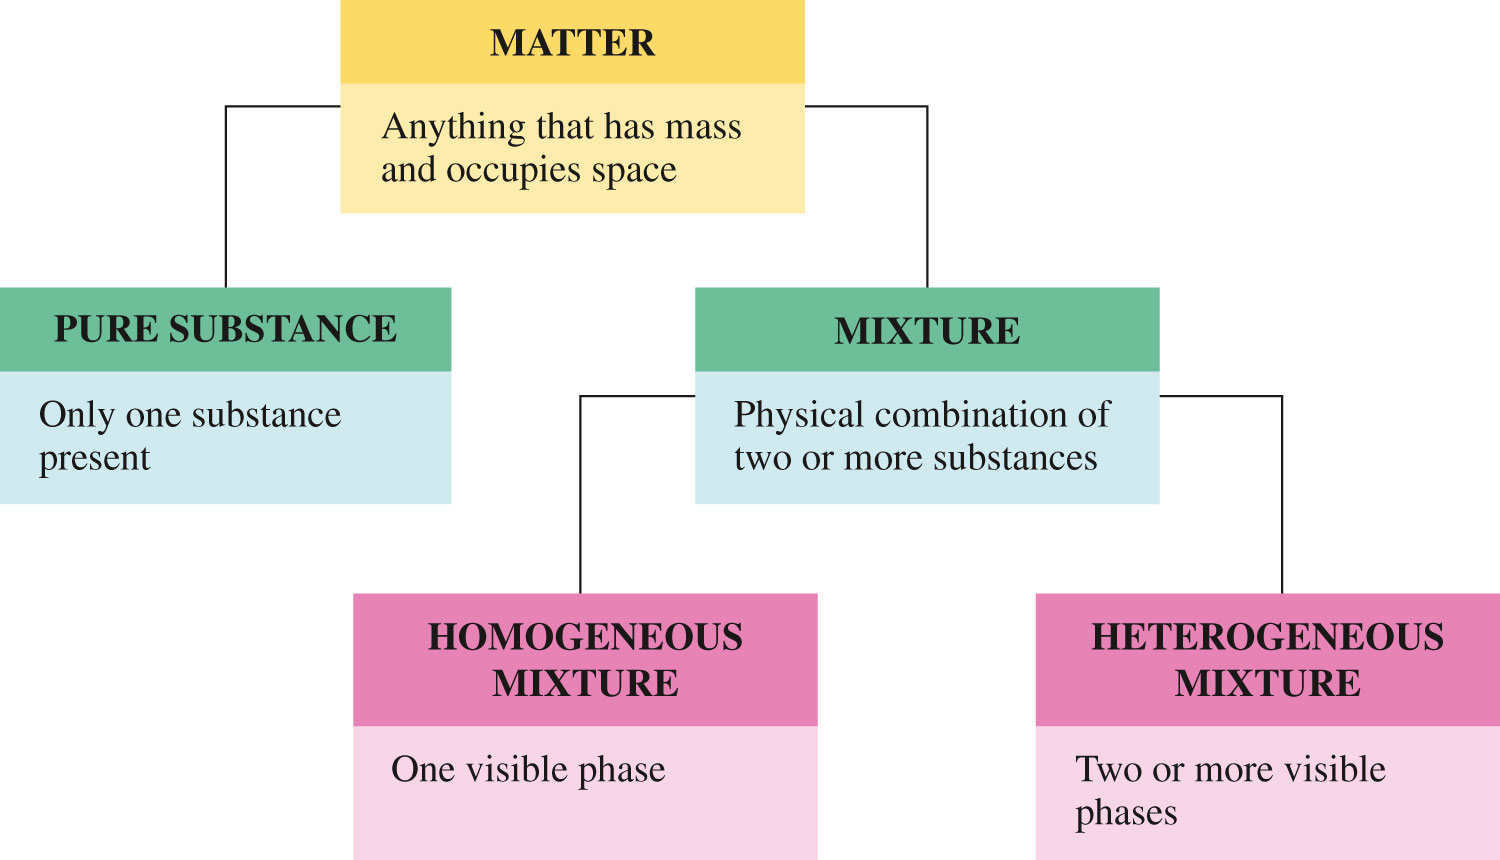 MATTER
Anything that has mass
and occupies space
PURE SUBSTANCE
Only one substance
present
MIXTURE
Physical combination of
two or more substances
HOMOGENEOUS
MIXTURE
One visible phase
HETEROGENEOUS
MIXTURE
Two or more visible
phases